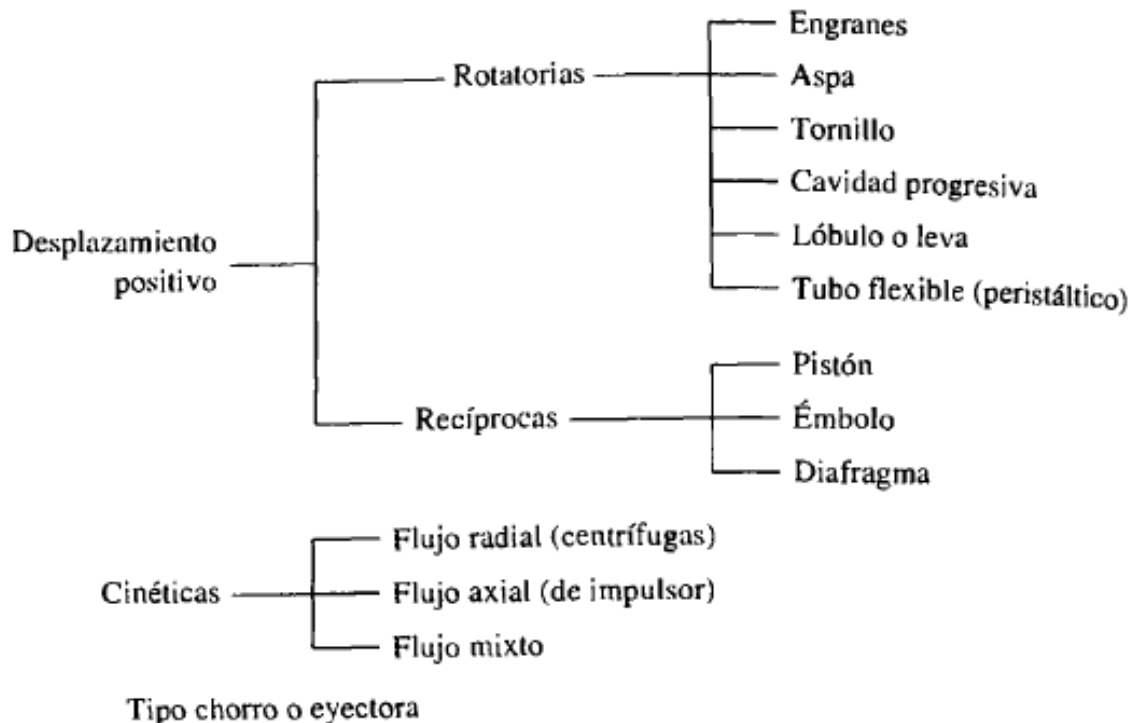 Desplazamiento
positivo
Rotatorias
Engranes
Aspa
Tornillo
Cavidad progresiva
Lóbulo o leva
Tubo flexible (peristáltico)
Recíprocas
Pistón
Émbolo
Diafragma
Cinéticas
Flujo radial (centrífugas)
Flujo axial (de impulsor)
Flujo mixto
Tipo chorro o eyectora